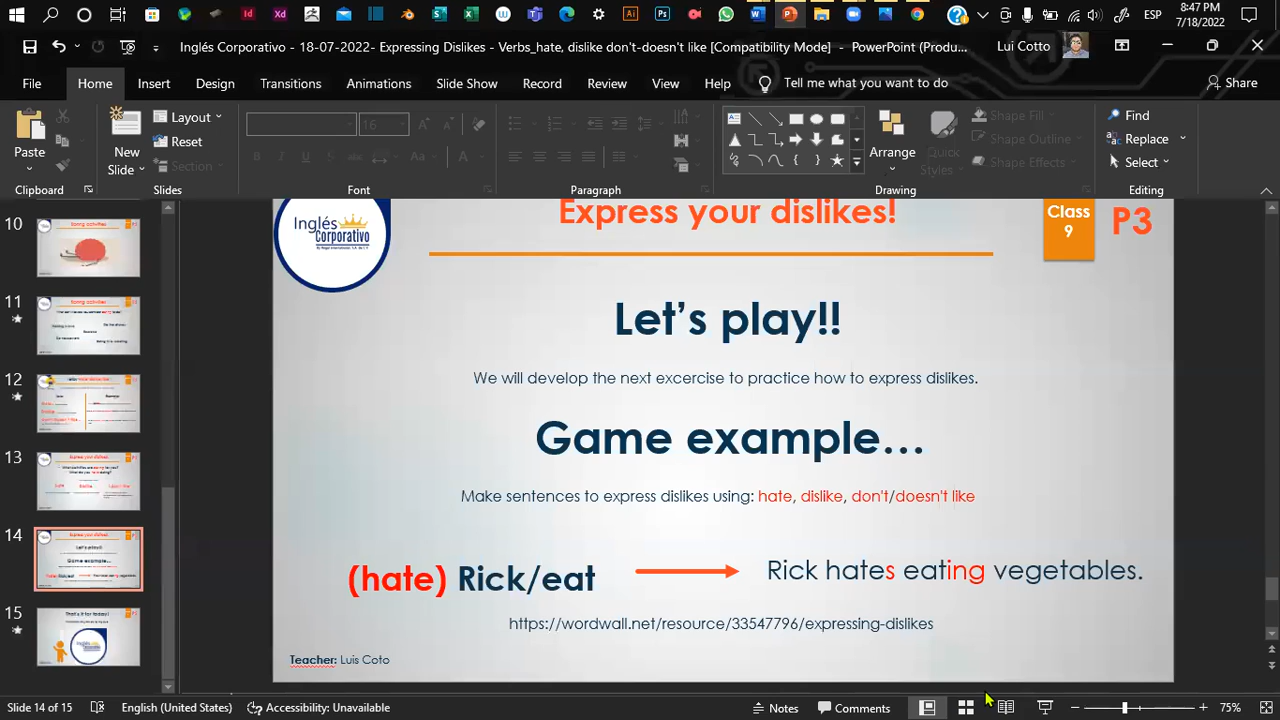 8:47 PM
ESP
7/18/2022
Inglés Corporativo - 18-07-2022- Expressing Dislikes - Verbs_hate, dislike don't-doesn't like [Compatibility Mode] - PowerPoint (Produ...
Lui Cotto
File Home Insert Design Transitions Animations Slide Show Record Review View Help Tell me what you want to do Share
Paste
New Slide
Layout
Reset
Section
16
Arrange
Quick Styles
Shape Fill
Shape Outline
Shape Effects
Find
Replace
Select
Clipboard Slides Font Paragraph Drawing Editing
10
11
12
13
14
15
Inglés
Corporativo
Express your dislikes!
Class
9
P3
Let's play!!
We will develop the next excercise to practice how to express dislikes.
Game example...
Make sentences to express dislikes using: hate, dislike, don't/doesn't like
(hate) Rick/eat
Rick hates eating vegetables.
https://wordwall.net/resource/33547796/expressing-dislikes
Teacher: Luis Coto
Slide 14 of 15 English (United States) Accessibility: Unavailable Notes Comments 75%